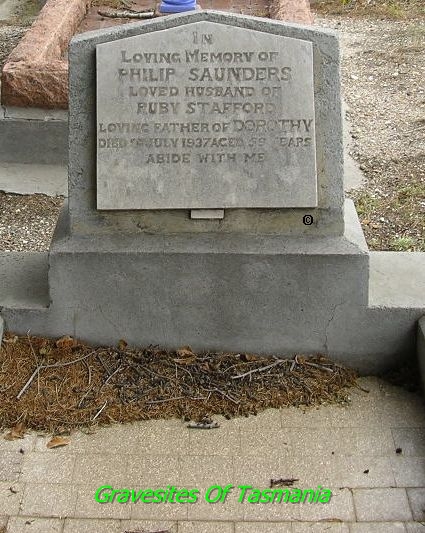 IN
LOVING MEMORY OF
PHILIP SAUNDERS
LOVED HUSBAND OF
RUBY STAFFORD
LOVING FATHER OF DOROTHY
DIED JULY 1937 AGED YEARS
ABIDE WITH ME
Gravesites Of Tasmania